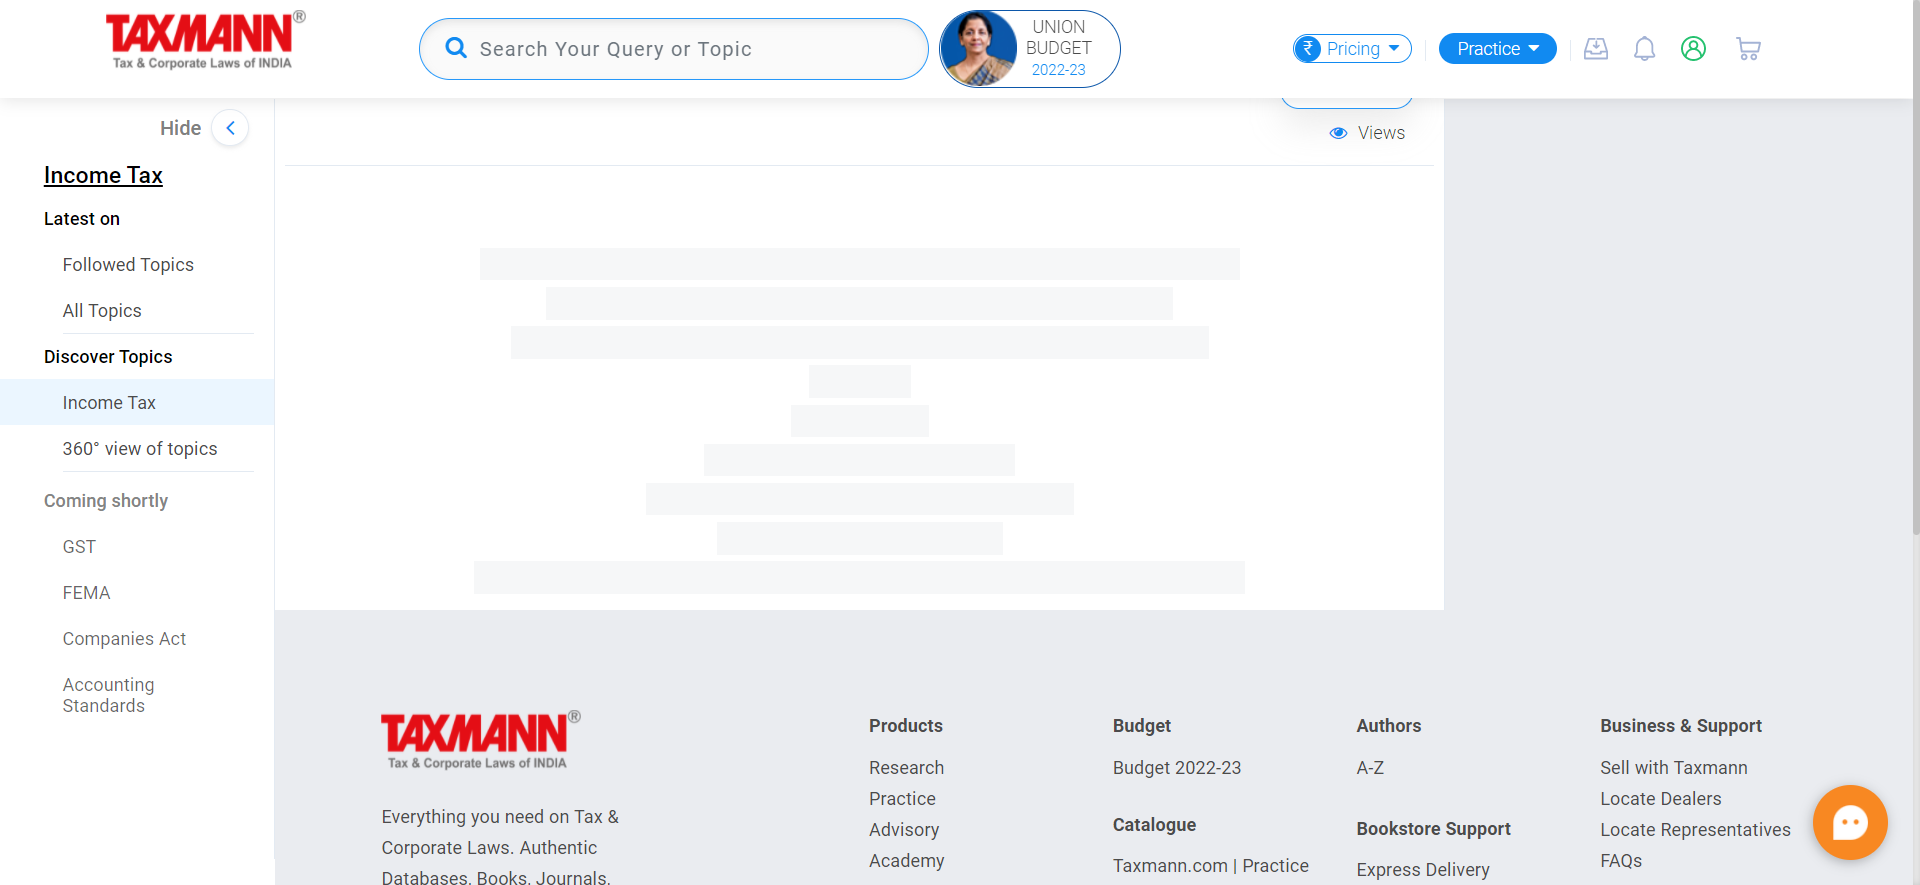 TAXMANN®
Tax & Corporate Laws of INDIA
Search Your Query or Topic
UNION
BUDGET
2022-23
₹ Pricing
Practice
Hide
Views
Income Tax
Latest on
Followed Topics
All Topics
Discover Topics
Income Tax
360° view of topics
Coming shortly
GST
FEMA
Companies Act
Accounting
Standards
TAXMANN®
Tax & Corporate Laws of INDIA
Everything you need on Tax &
Corporate Laws. Authentic
Databases, Books, Journals,
Products
Research
Practice
Advisory
Academy
Budget
Budget 2022-23
Catalogue
Taxmann.com | Practice
Authors
A-Z
Bookstore Support
Express Delivery
Business & Support
Sell with Taxmann
Locate Dealers
Locate Representatives
FAQs